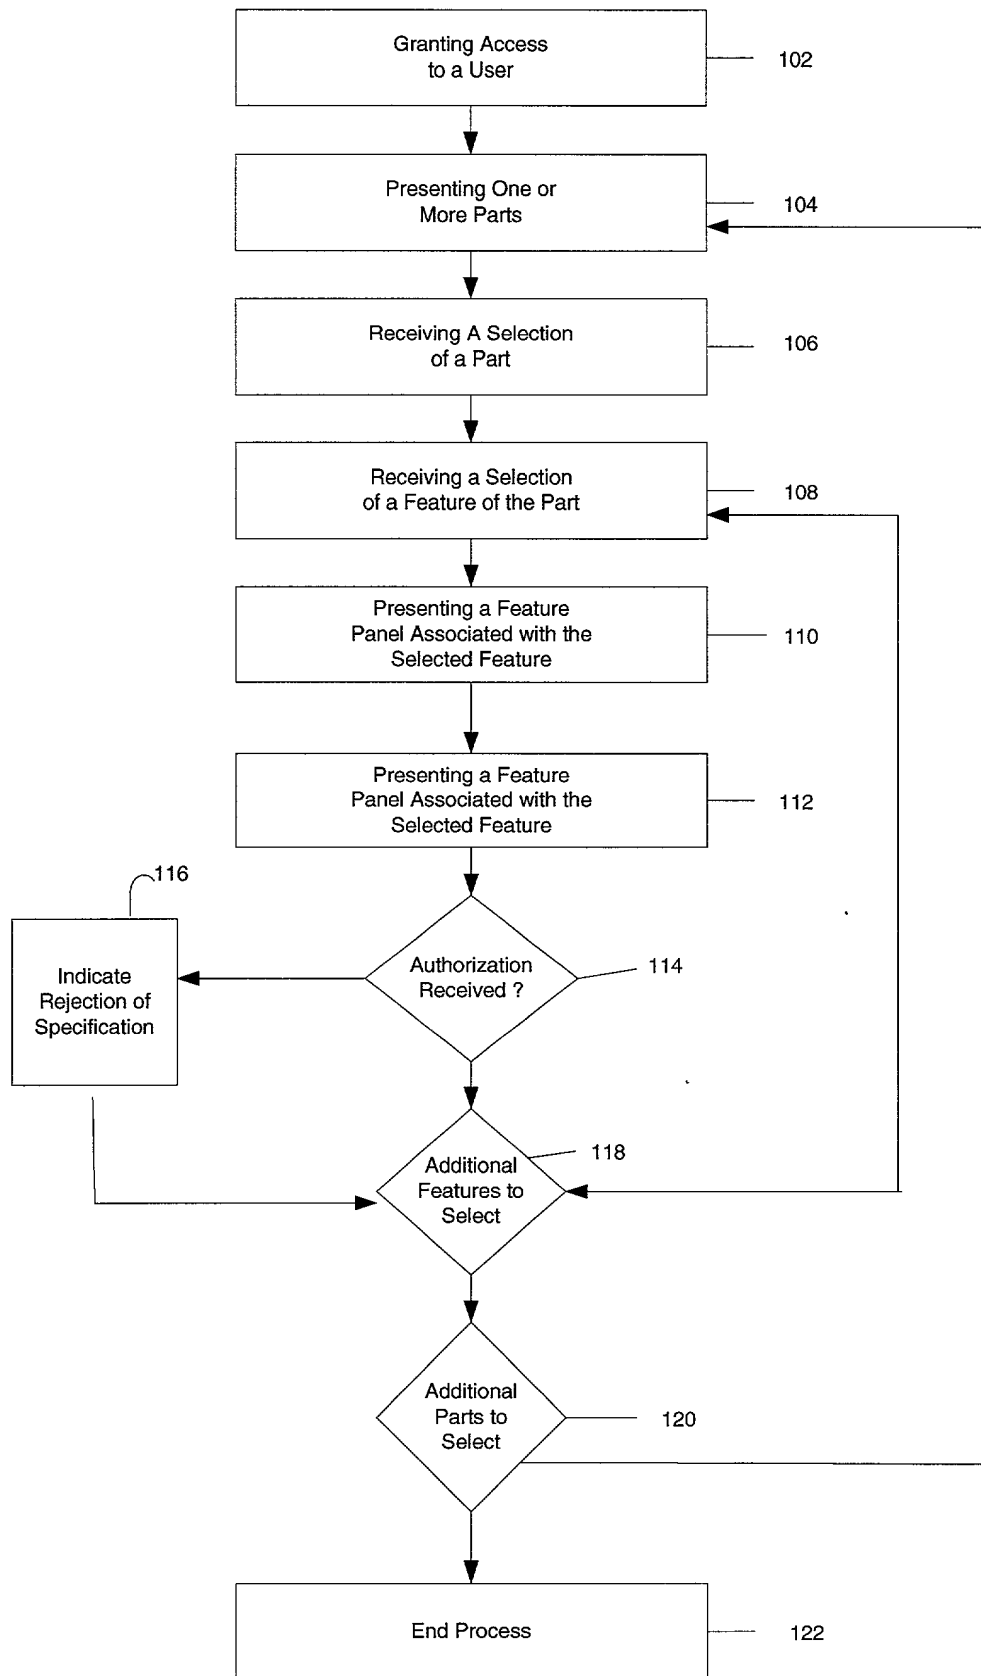 Granting Access
to a User
102
Presenting One or
More Parts
104
Receiving A Selection
of a Part
106
Receiving a Selection
of a Feature of the Part
108
Presenting a Feature
Panel Associated with the
Selected Feature
110
Presenting a Feature
Panel Associated with the
Selected Feature
112
116
Indicate
Rejection of
Specification
Authorization
Received ?
114
Additional
Features to
Select
118
Additional
Parts to
Select
120
End Process
122